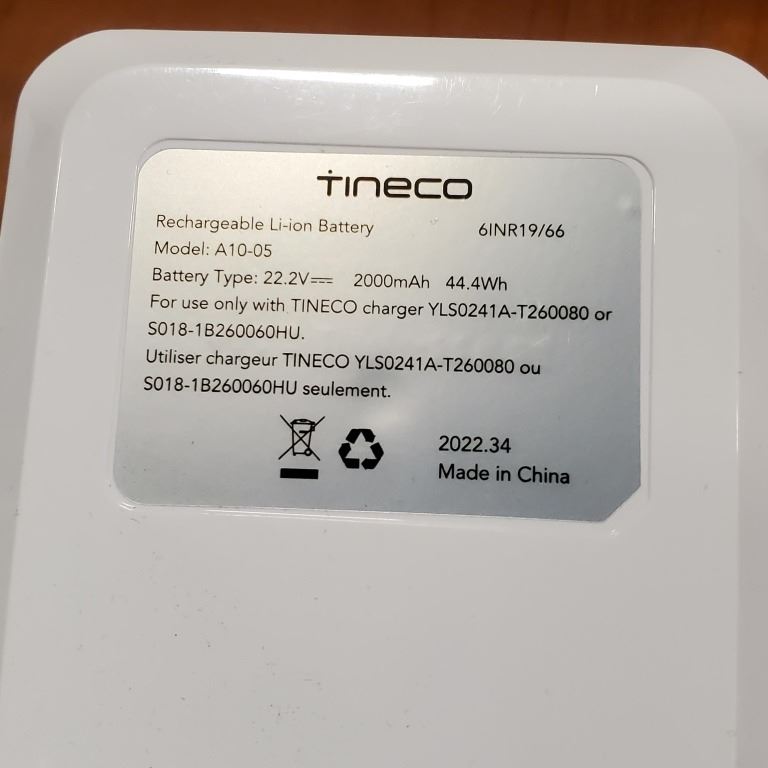 Tineco
Rechargeable Li-ion Battery 6INR19/66
Model: A10-05
Battery Type: 22.2V⎓ 2000mAh 44.4Wh
For use only with TINECO charger YLS0241A-T260080 or
S018-1B260060HU.
Utiliser chargeur TINECO YLS0241A-T260080 ou
S018-1B260060HU seulement.
2022.34
Made in China